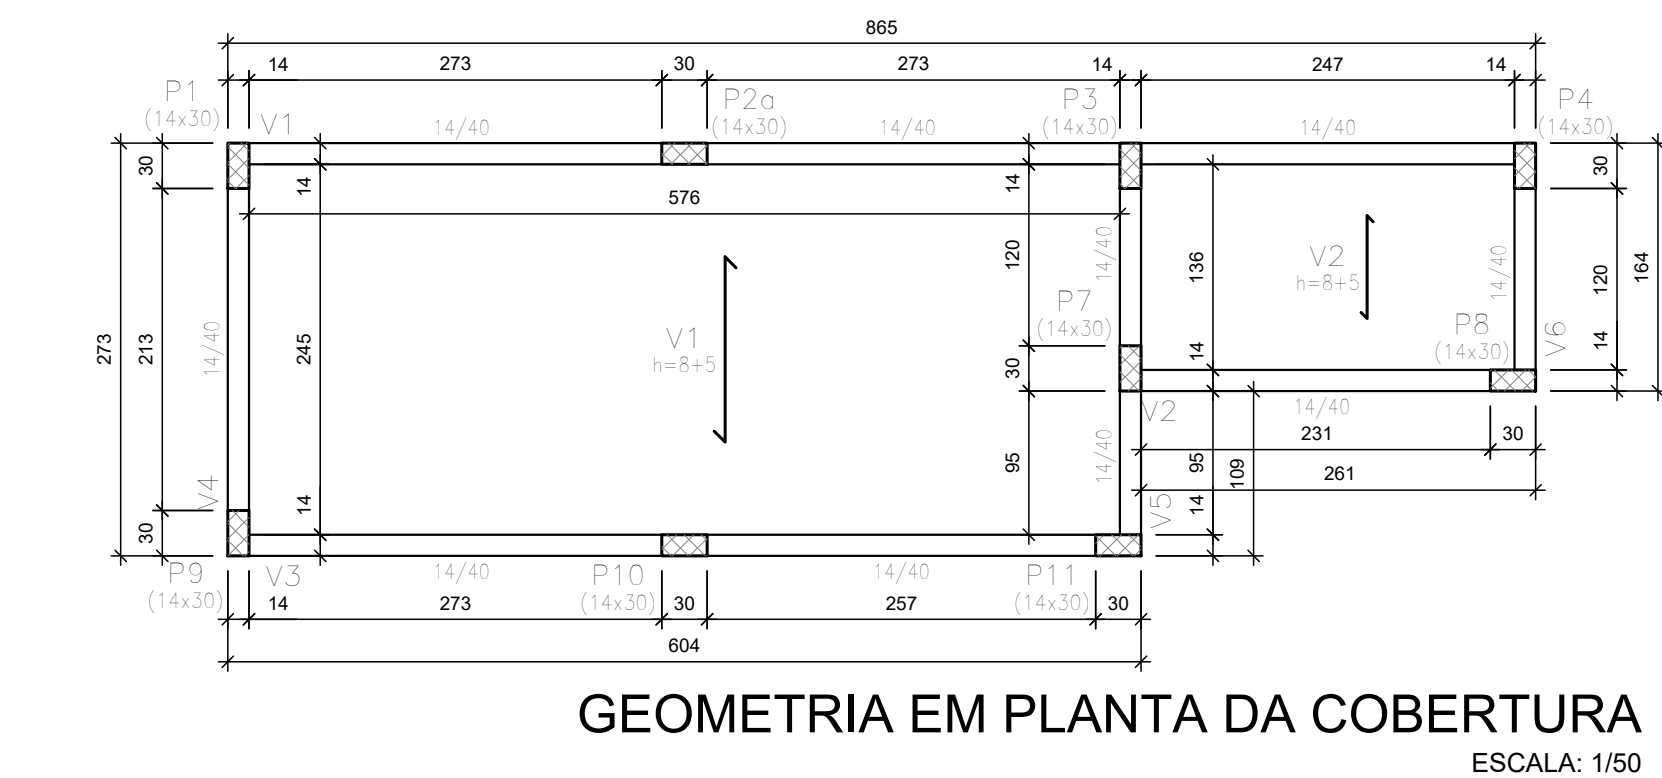 865
14 273 30 273 14 247 14
P1
(14x30)
V1
14/40
P2a
(14x30)
14/40
P3
(14x30)
14/40
P4
(14x30)
30
14
576
14
30
273
213
14/40
245
V1
h=8+5
120
14/40
136
V2
h=8+5
14/40
120
164
P7
(14x30)
30
P8
(14x30)
14
14
V6
V2
14/40
231 30
14/40
95
95
109
261
V4
14
14
V5
30
P9
(14x30)
V3
14/40
P10
(14x30)
14/40
P11
(14x30)
14 273 30 257 30
604
GEOMETRIA EM PLANTA DA COBERTURA
ESCALA: 1/50